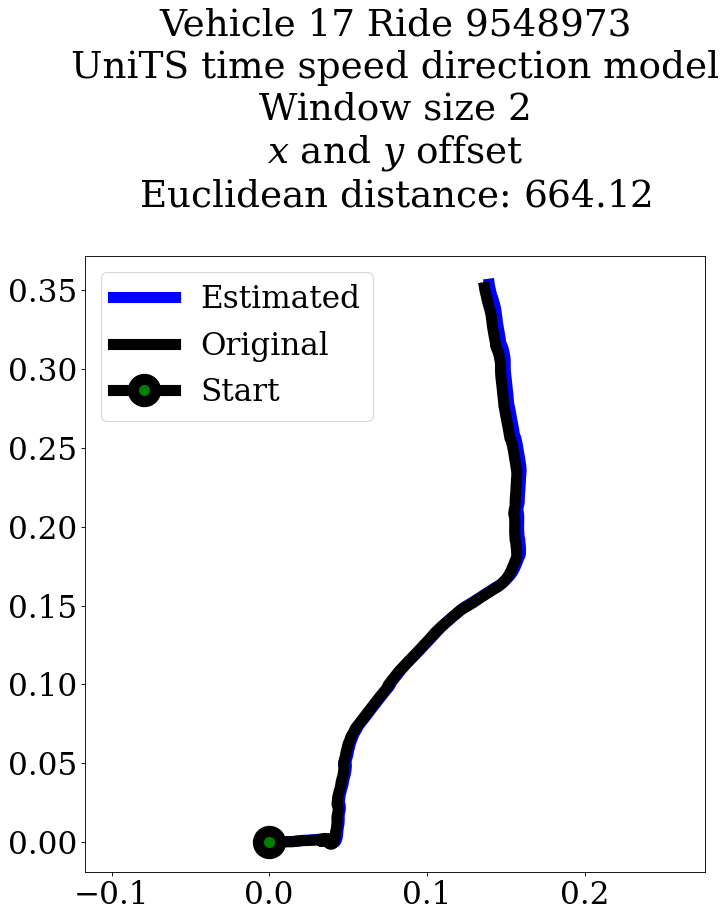 Vehicle 17 Ride 9548973
UniTS time speed direction model
Window size 2
x and y offset
Euclidean distance: 664.12
Estimated
Original
Start
0.35
0.30
0.25
0.20
0.15
0.10
0.05
0.00
−0.1
0.0
0.1
0.2